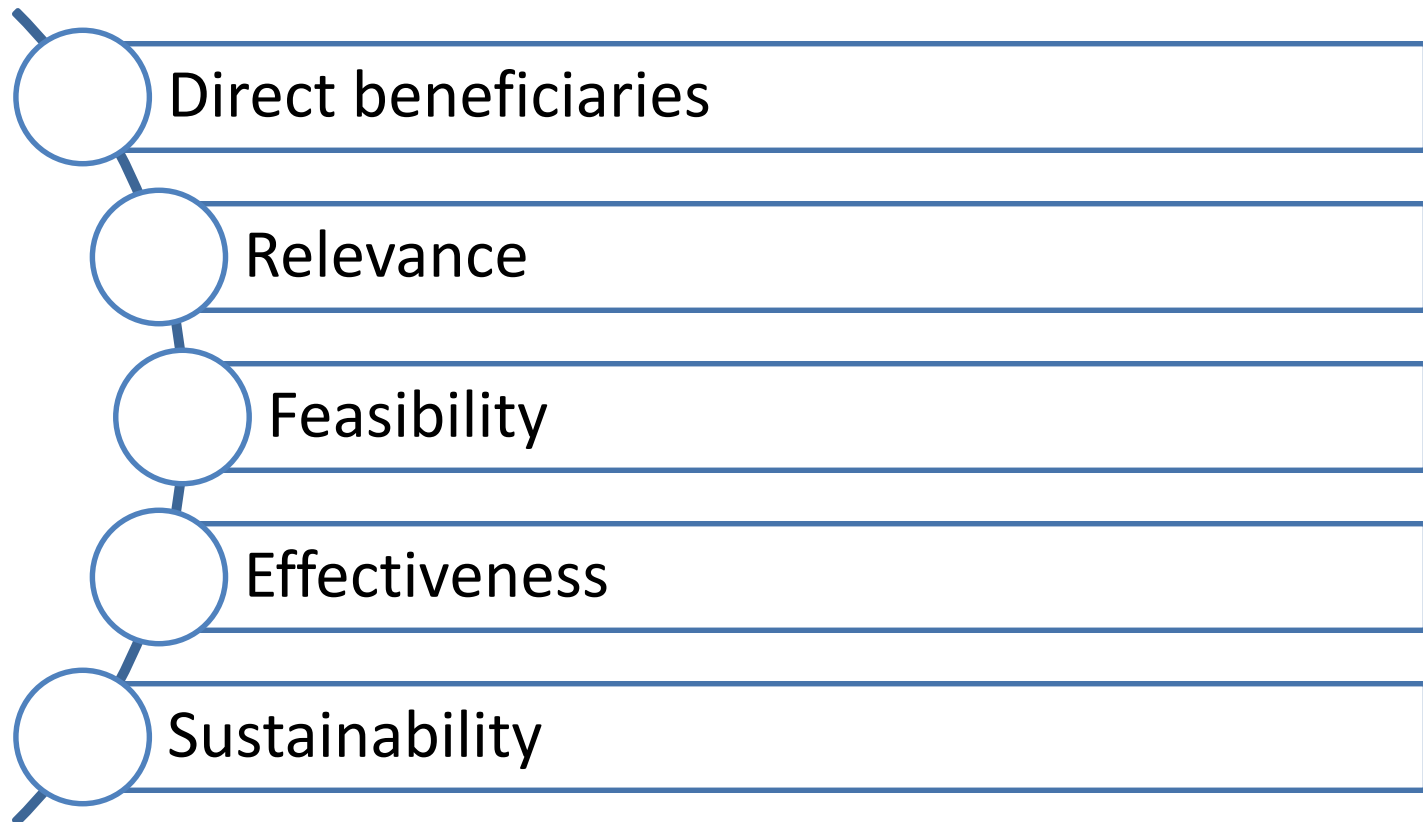 Direct beneficiaries
Relevance
Feasibility
Effectiveness
Sustainability